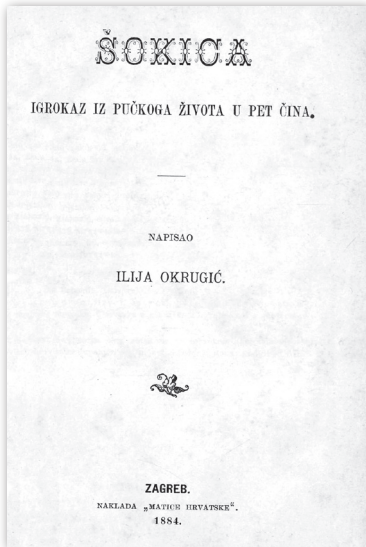 ŠOKICA
IGROKAZ IZ PUČKOGA ŽIVOTA U PET ČINA.
NAPISAO
ILIJA OKRUGIĆ.
ZAGREB.
NAKLADA „MATICE HRVATSKE“.
1884.